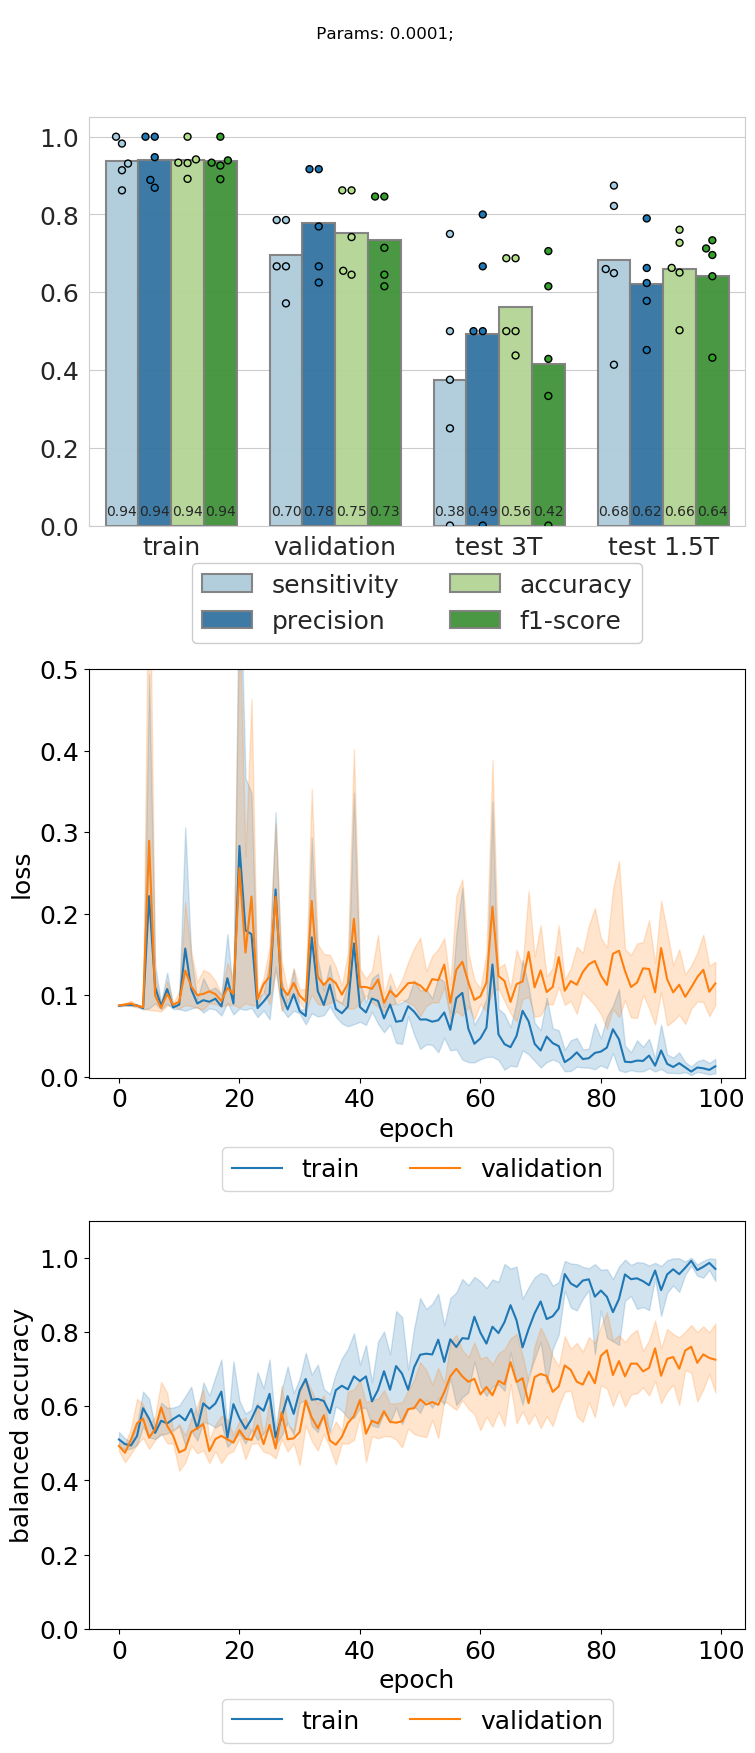 Params: 0.0001;
1.0
0.8
0.6
0.4
0.2
0.0
0.94 0.94 0.94 0.94 0.70 0.78 0.75 0.73 0.38 0.49 0.56 0.42 0.68 0.62 0.66 0.64
train validation test 3T test 1.5T
sensitivity accuracy
precision f1-score
0.5
0.4
0.3
0.2
0.1
0.0
loss
0 20 40 60 80 100
epoch
train validation
1.0
0.8
0.6
0.4
0.2
0.0
balanced accuracy
0 20 40 60 80 100
epoch
train validation